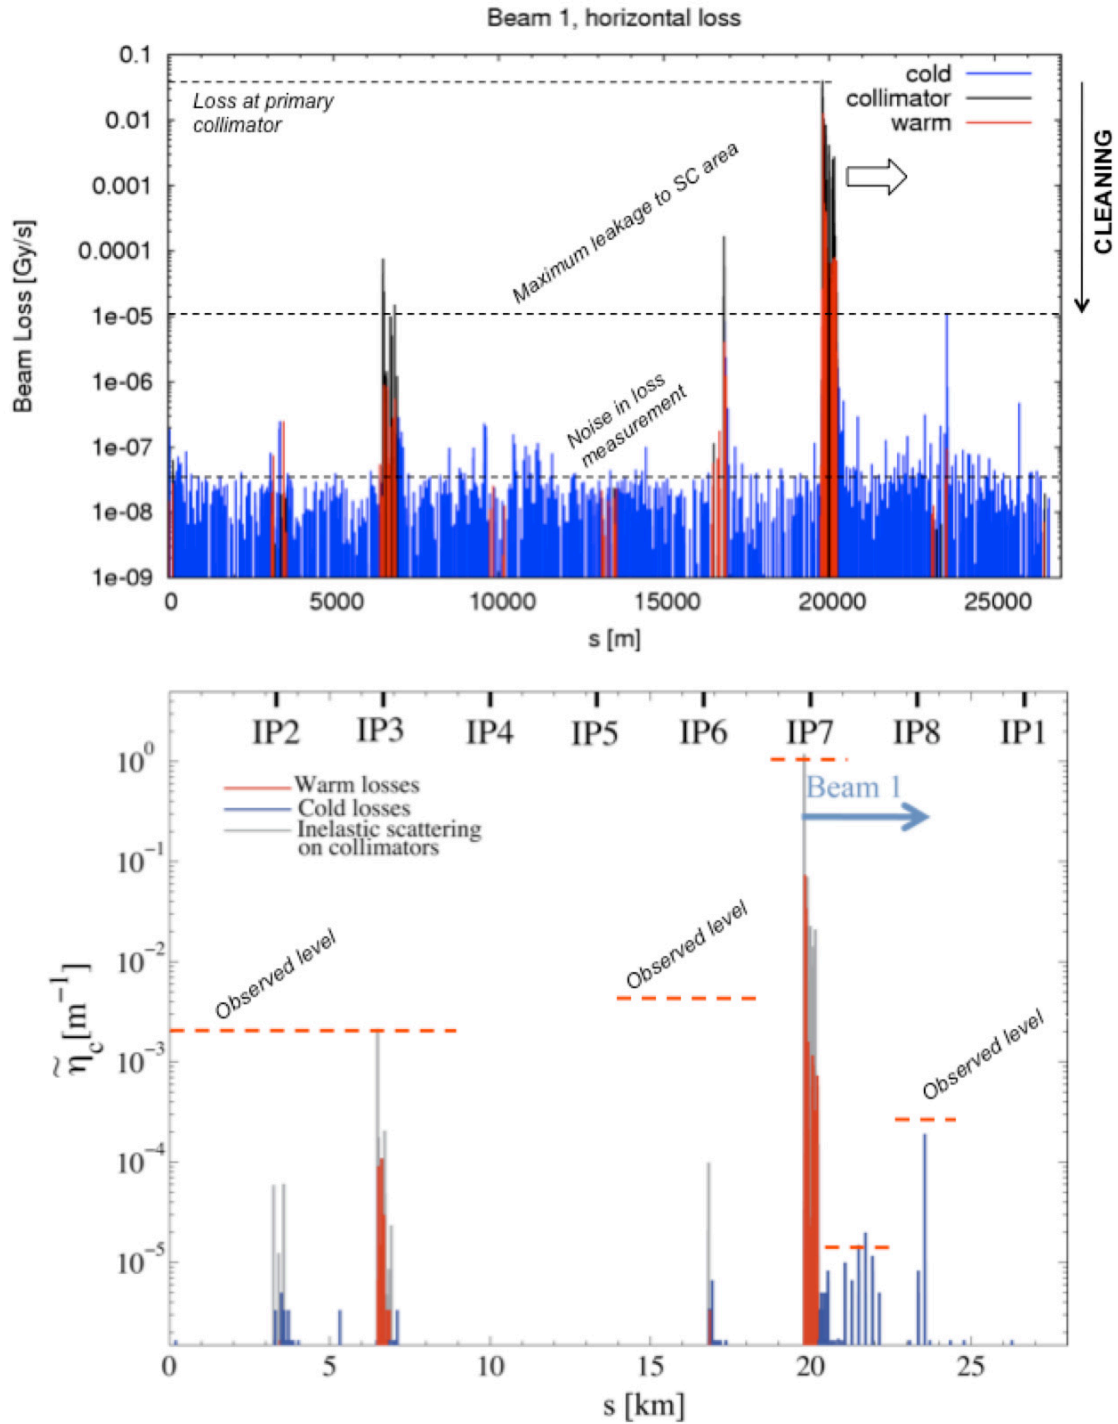 Beam 1, horizontal loss
0.1
0.01
0.001
0.0001
1e-05
1e-06
1e-07
1e-08
1e-09
Beam Loss [Gy/s]
Loss at primary
collimator
Maximum leakage to SC area
Noise in loss
measurement
cold
collimator
warm
CLEANING
0 5000 10000 15000 20000 25000
s [m]
IP2 IP3 IP4 IP5 IP6 IP7 IP8 IP1
Warm losses
Cold losses
Inelastic scattering
on collimators
Beam 1
Observed level
Observed level
Observed level
10⁰
10⁻¹
10⁻²
10⁻³
10⁻⁴
10⁻⁵
η̃c[m⁻¹]
0 5 10 15 20 25
s [km]